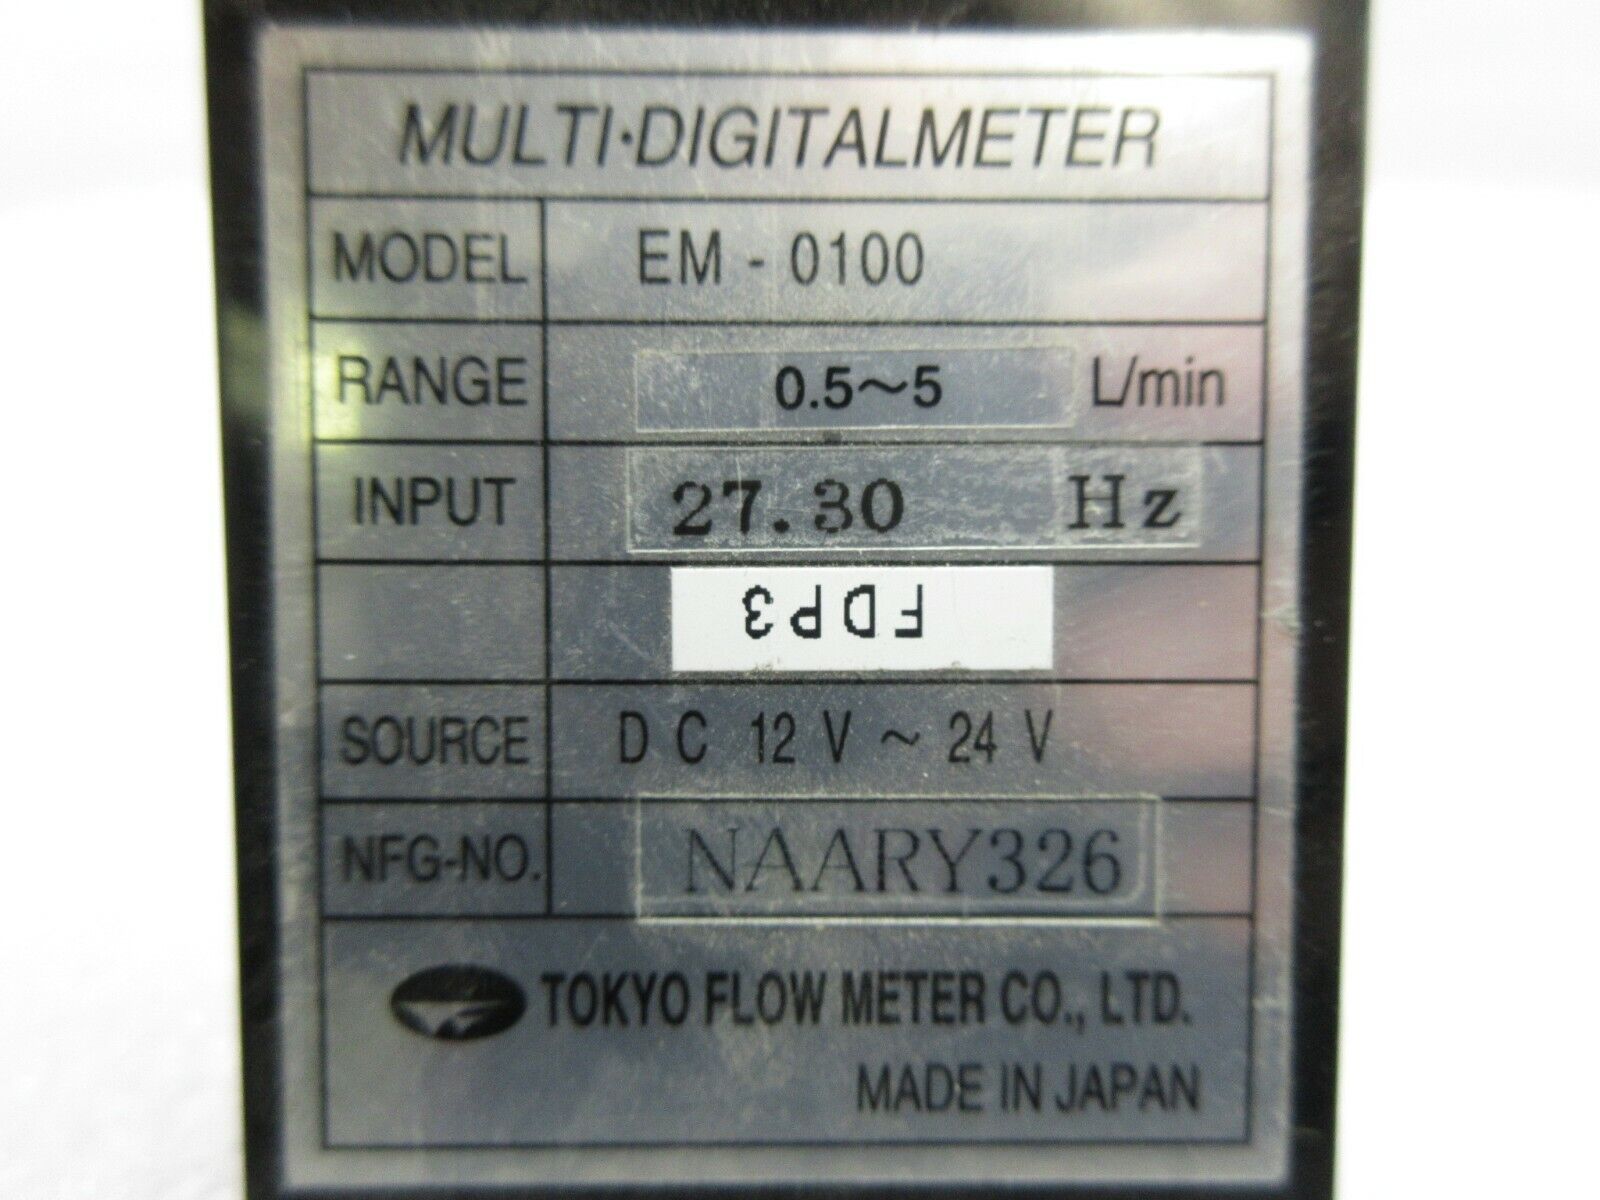 MULTI·DIGITALMETER
MODEL EM - 0100
RANGE 0.5～5 L/min
INPUT 27.30 Hz
FDP3
SOURCE DC 12 V ～ 24 V
NFG-NO. NAARY326
TOKYO FLOW METER CO., LTD.
MADE IN JAPAN